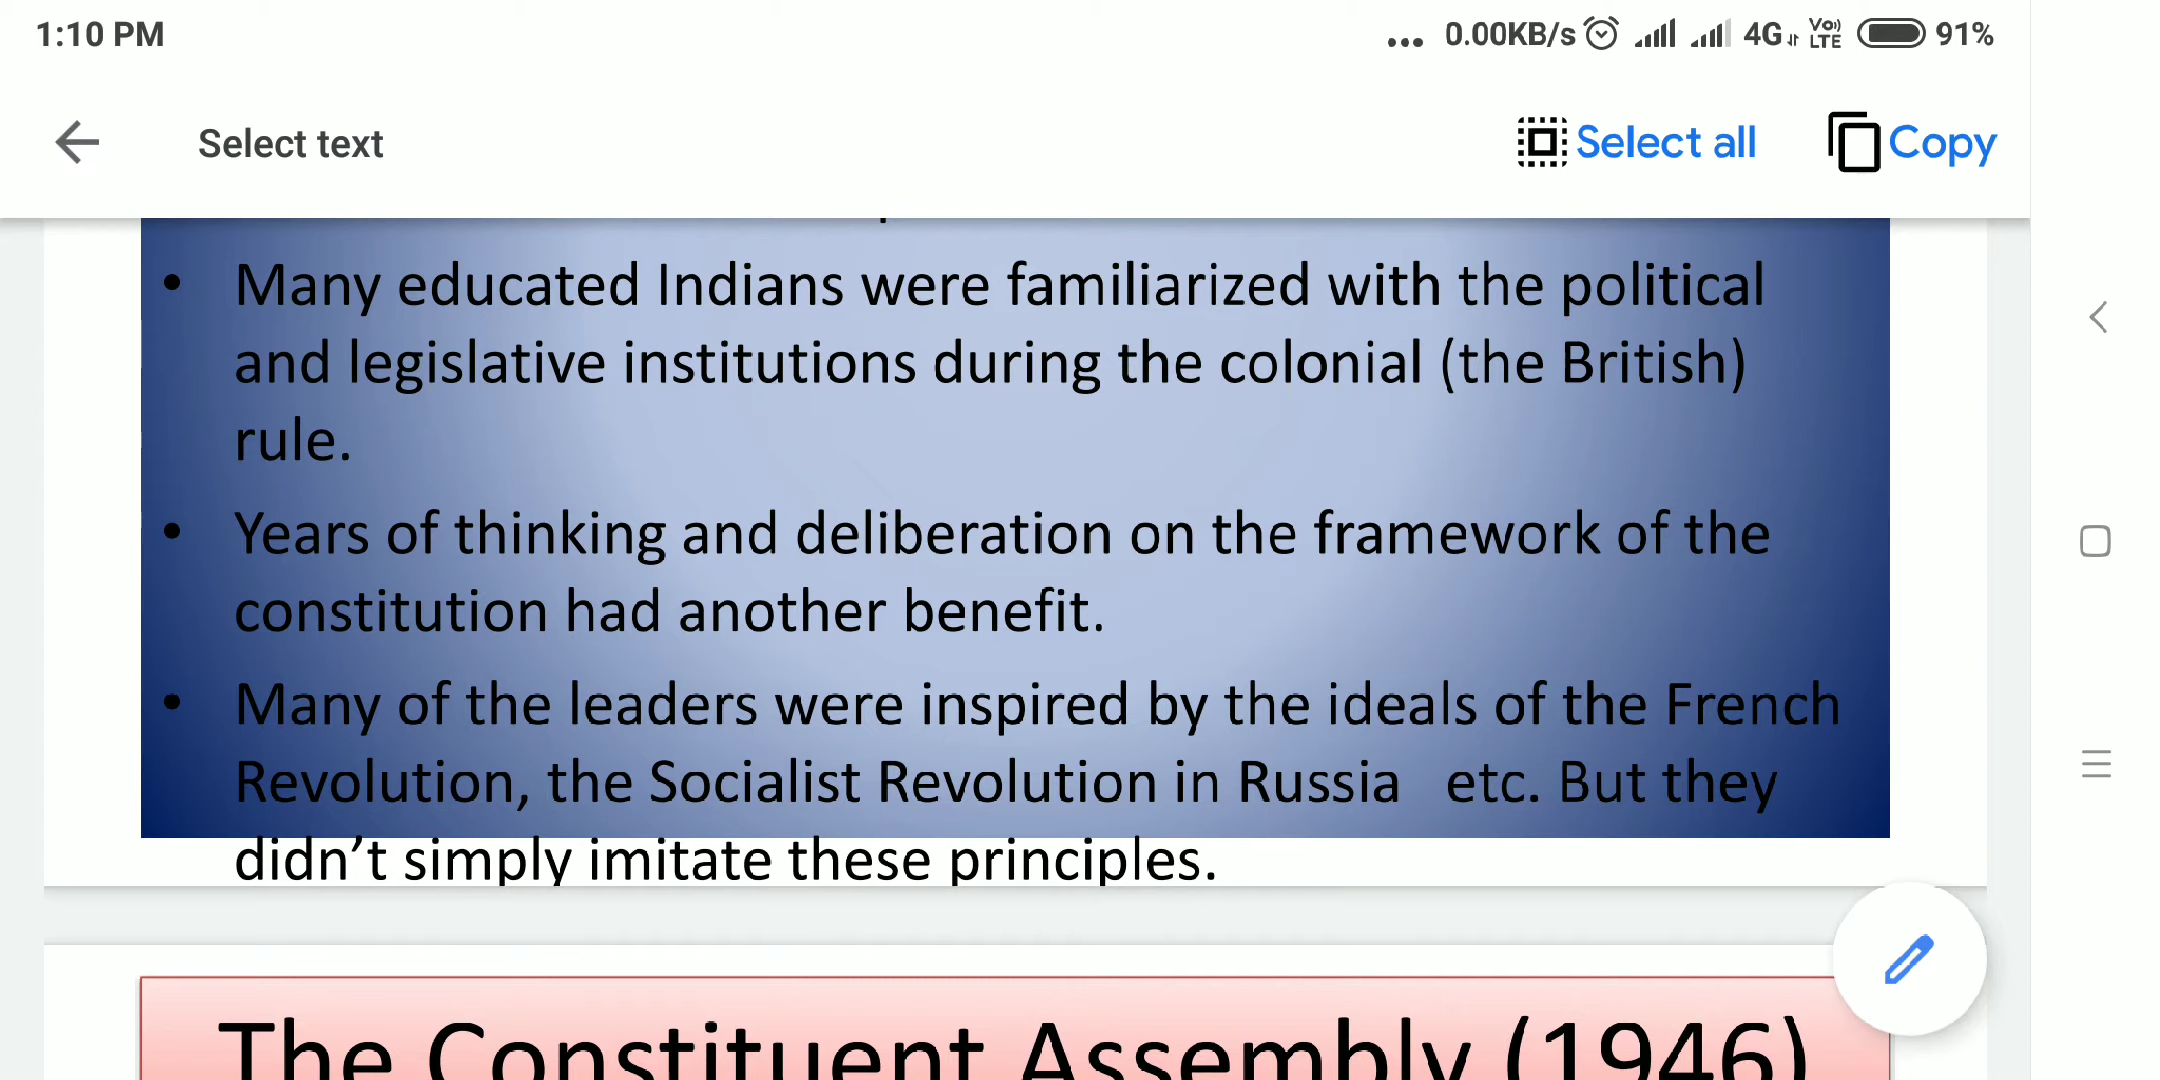 1:10 PM
... 0.00KB/s 4G Vo) LTE 91%
Select text
Select all
Copy
• Many educated Indians were familiarized with the political
and legislative institutions during the colonial (the British)
rule.
• Years of thinking and deliberation on the framework of the
constitution had another benefit.
• Many of the leaders were inspired by the ideals of the French
Revolution, the Socialist Revolution in Russia etc. But they
didn't simply imitate these principles.
The Constituent Assembly (1946)